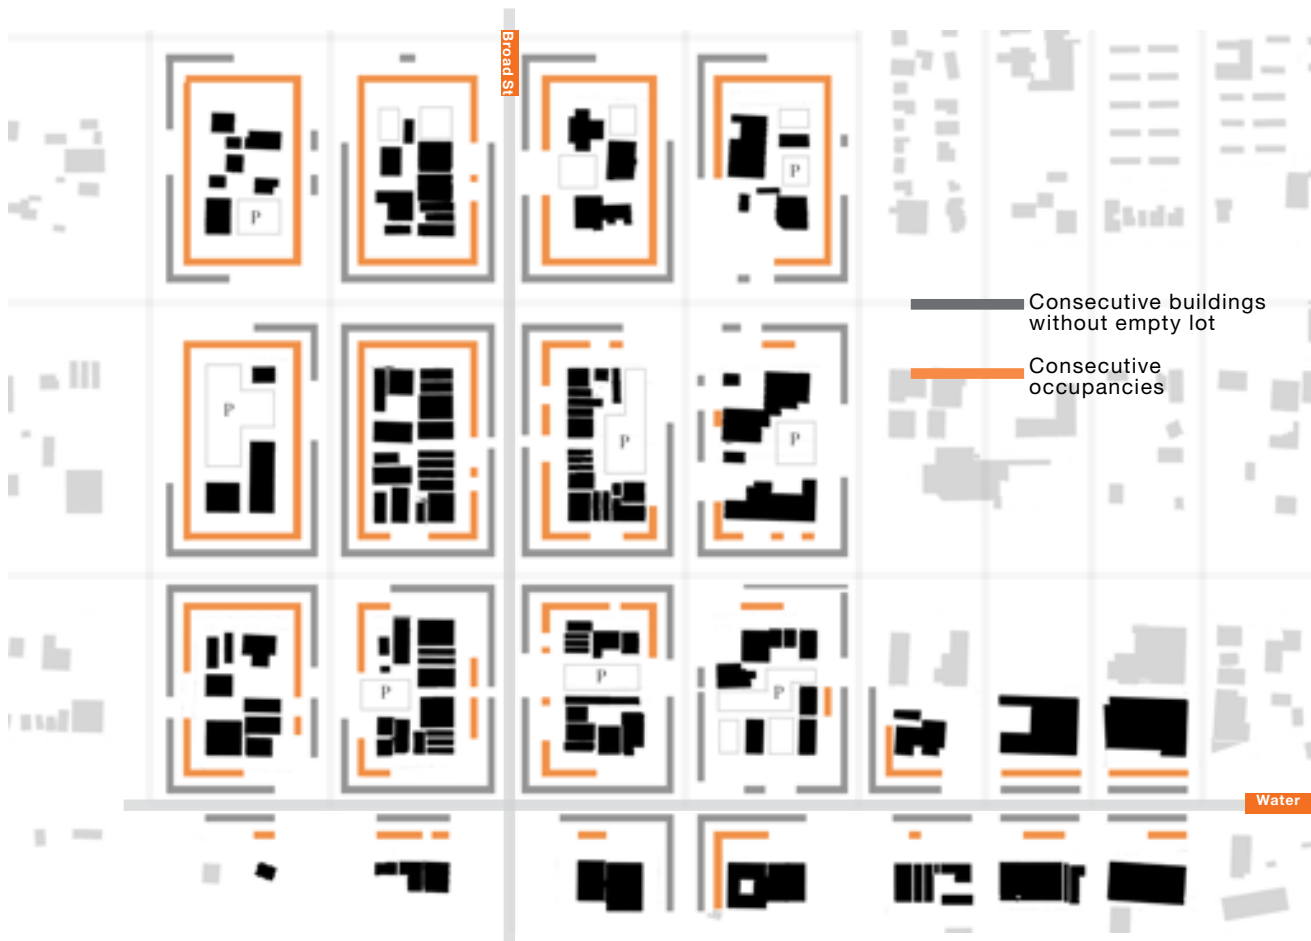 Broad St
P
P
Consecutive buildings
without empty lot
Consecutive
occupancies
P
P
P
P
P
P
Water